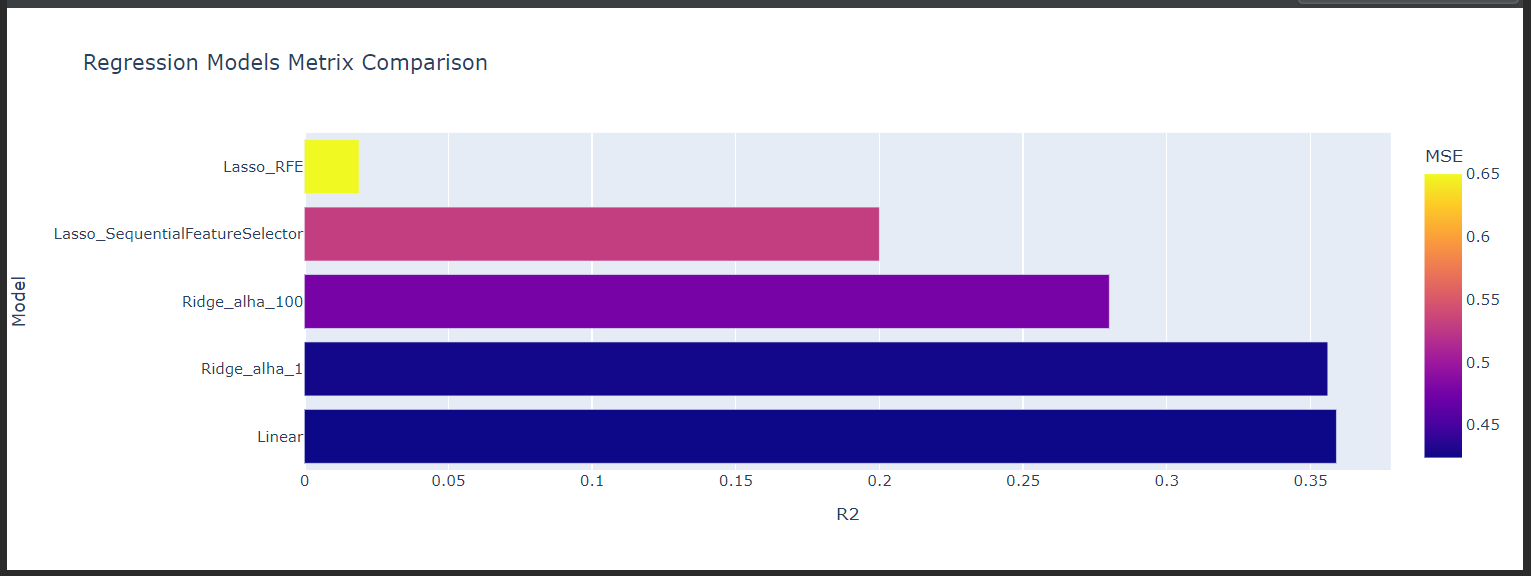 Regression Models Metrix Comparison
Model
Lasso_RFE
Lasso_SequentialFeatureSelector
Ridge_alha_100
Ridge_alha_1
Linear
0 0.05 0.1 0.15 0.2 0.25 0.3 0.35
R2
MSE
0.65
0.6
0.55
0.5
0.45